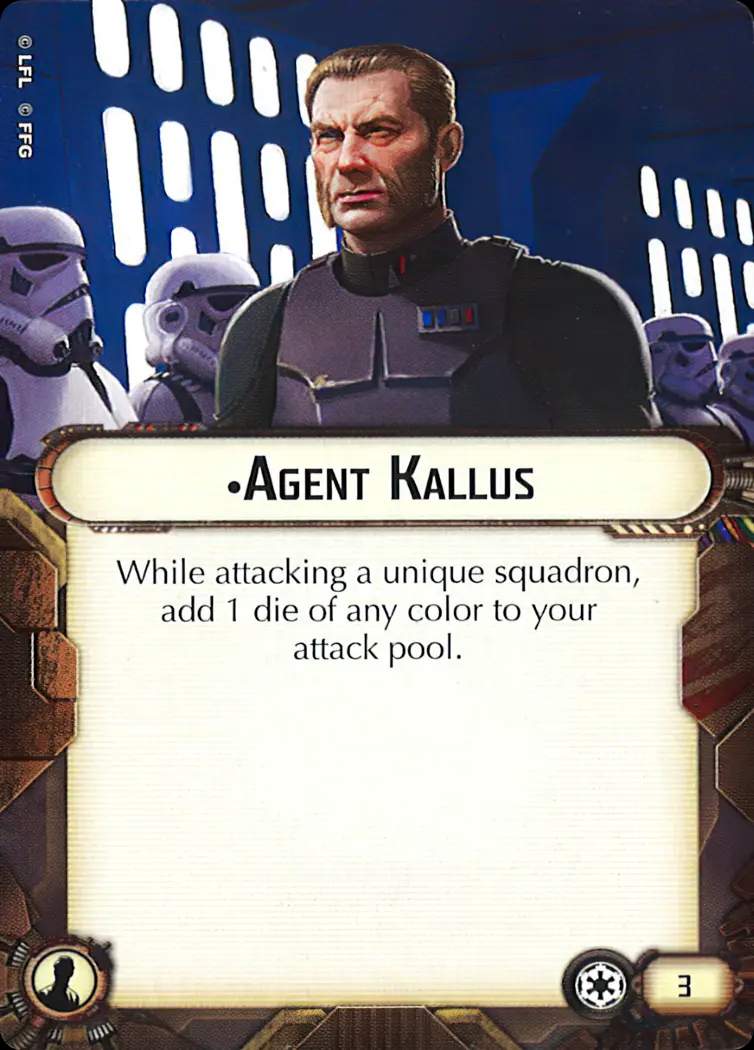 © LFL © FFG
•Agent Kallus
While attacking a unique squadron,
add 1 die of any color to your
attack pool.
3